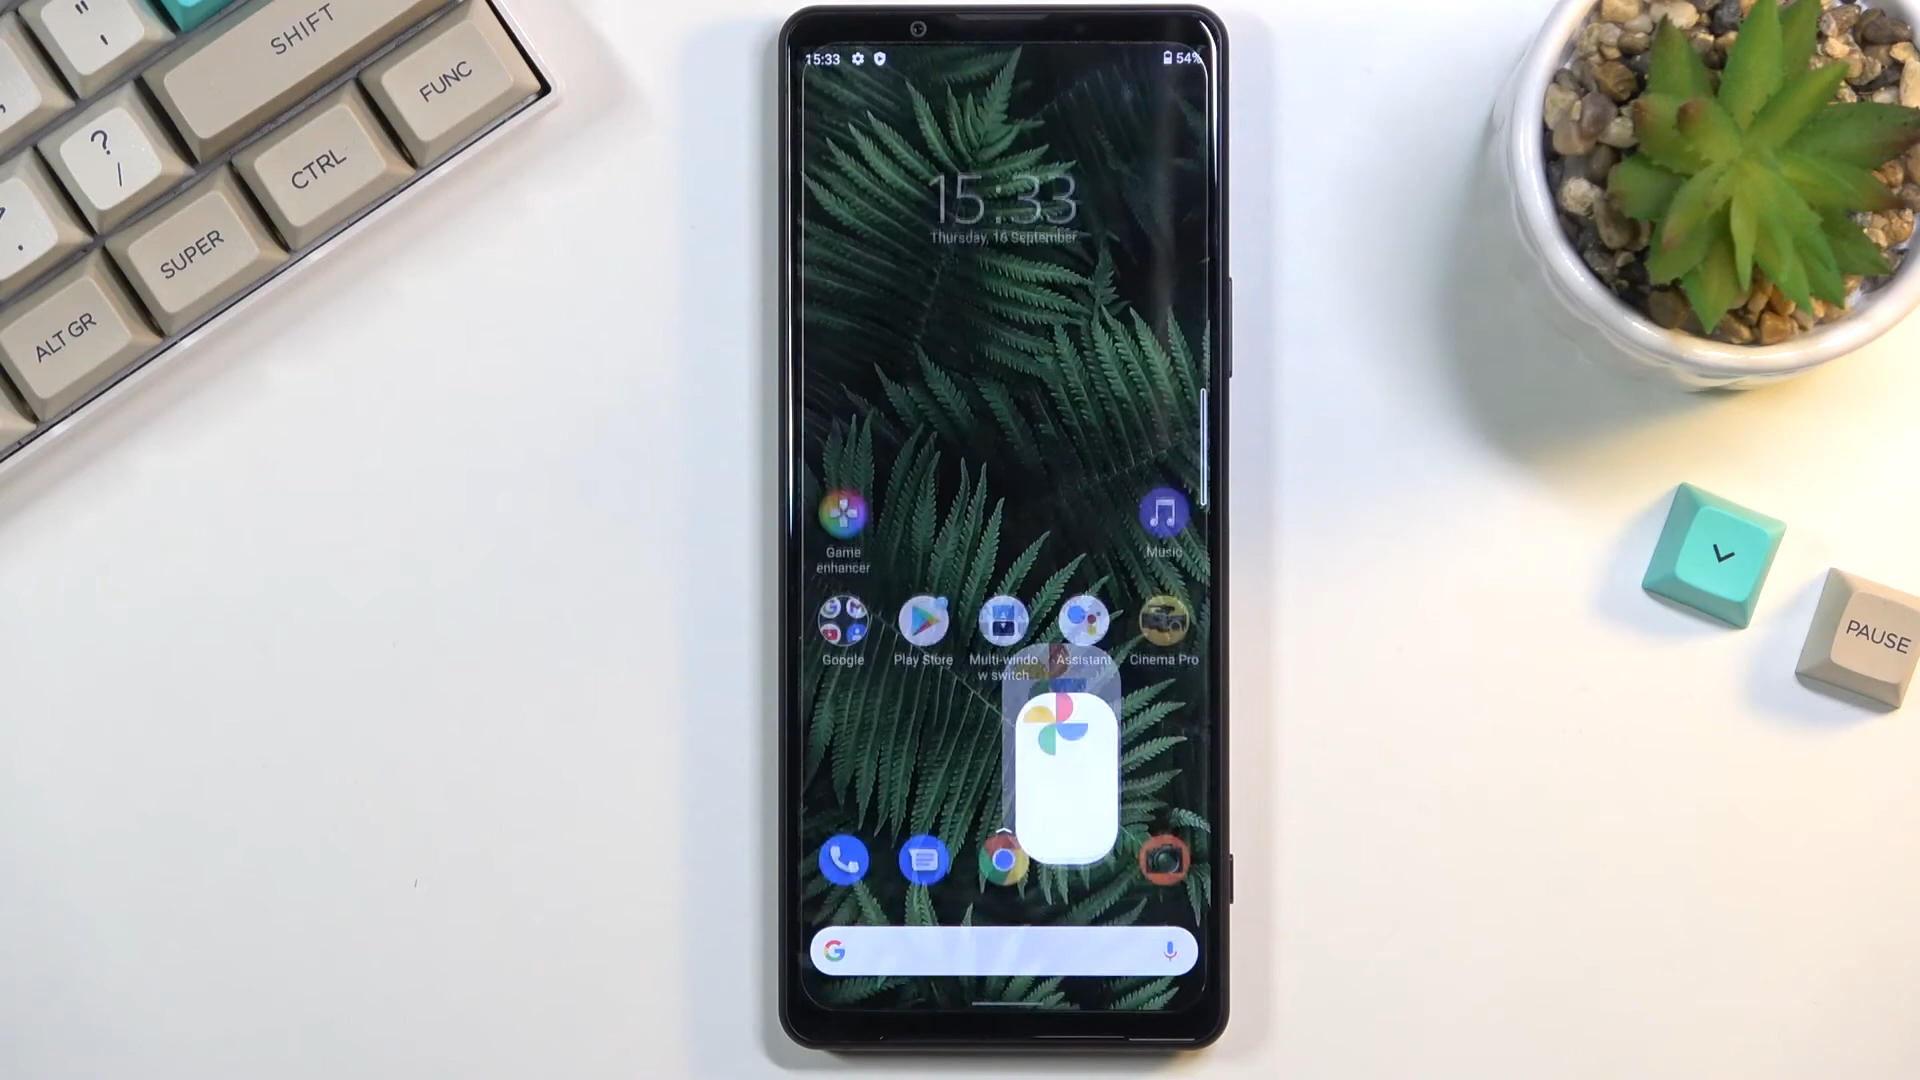 "
'
SHIFT
FUNC
?
/
CTRL
.
SUPER
ALT GR
15:33
54%
15:33
Thursday, 16 September
Game
enhancer
Music
Google
Play Store
Multi-windo
w switch
Assistant
Cinema Pro
G
PAUSE